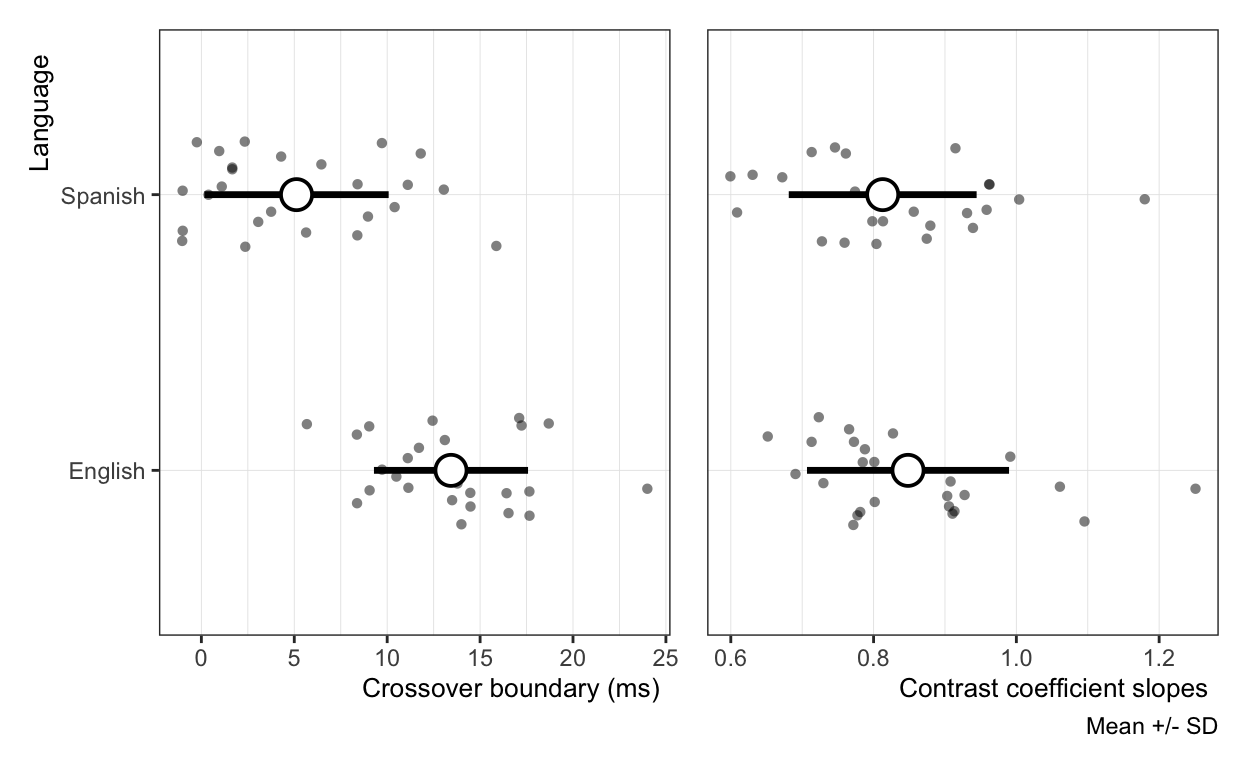 Language
Spanish
English
0 5 10 15 20 25
0.6 0.8 1.0 1.2
Crossover boundary (ms)
Contrast coefficient slopes
Mean +/- SD